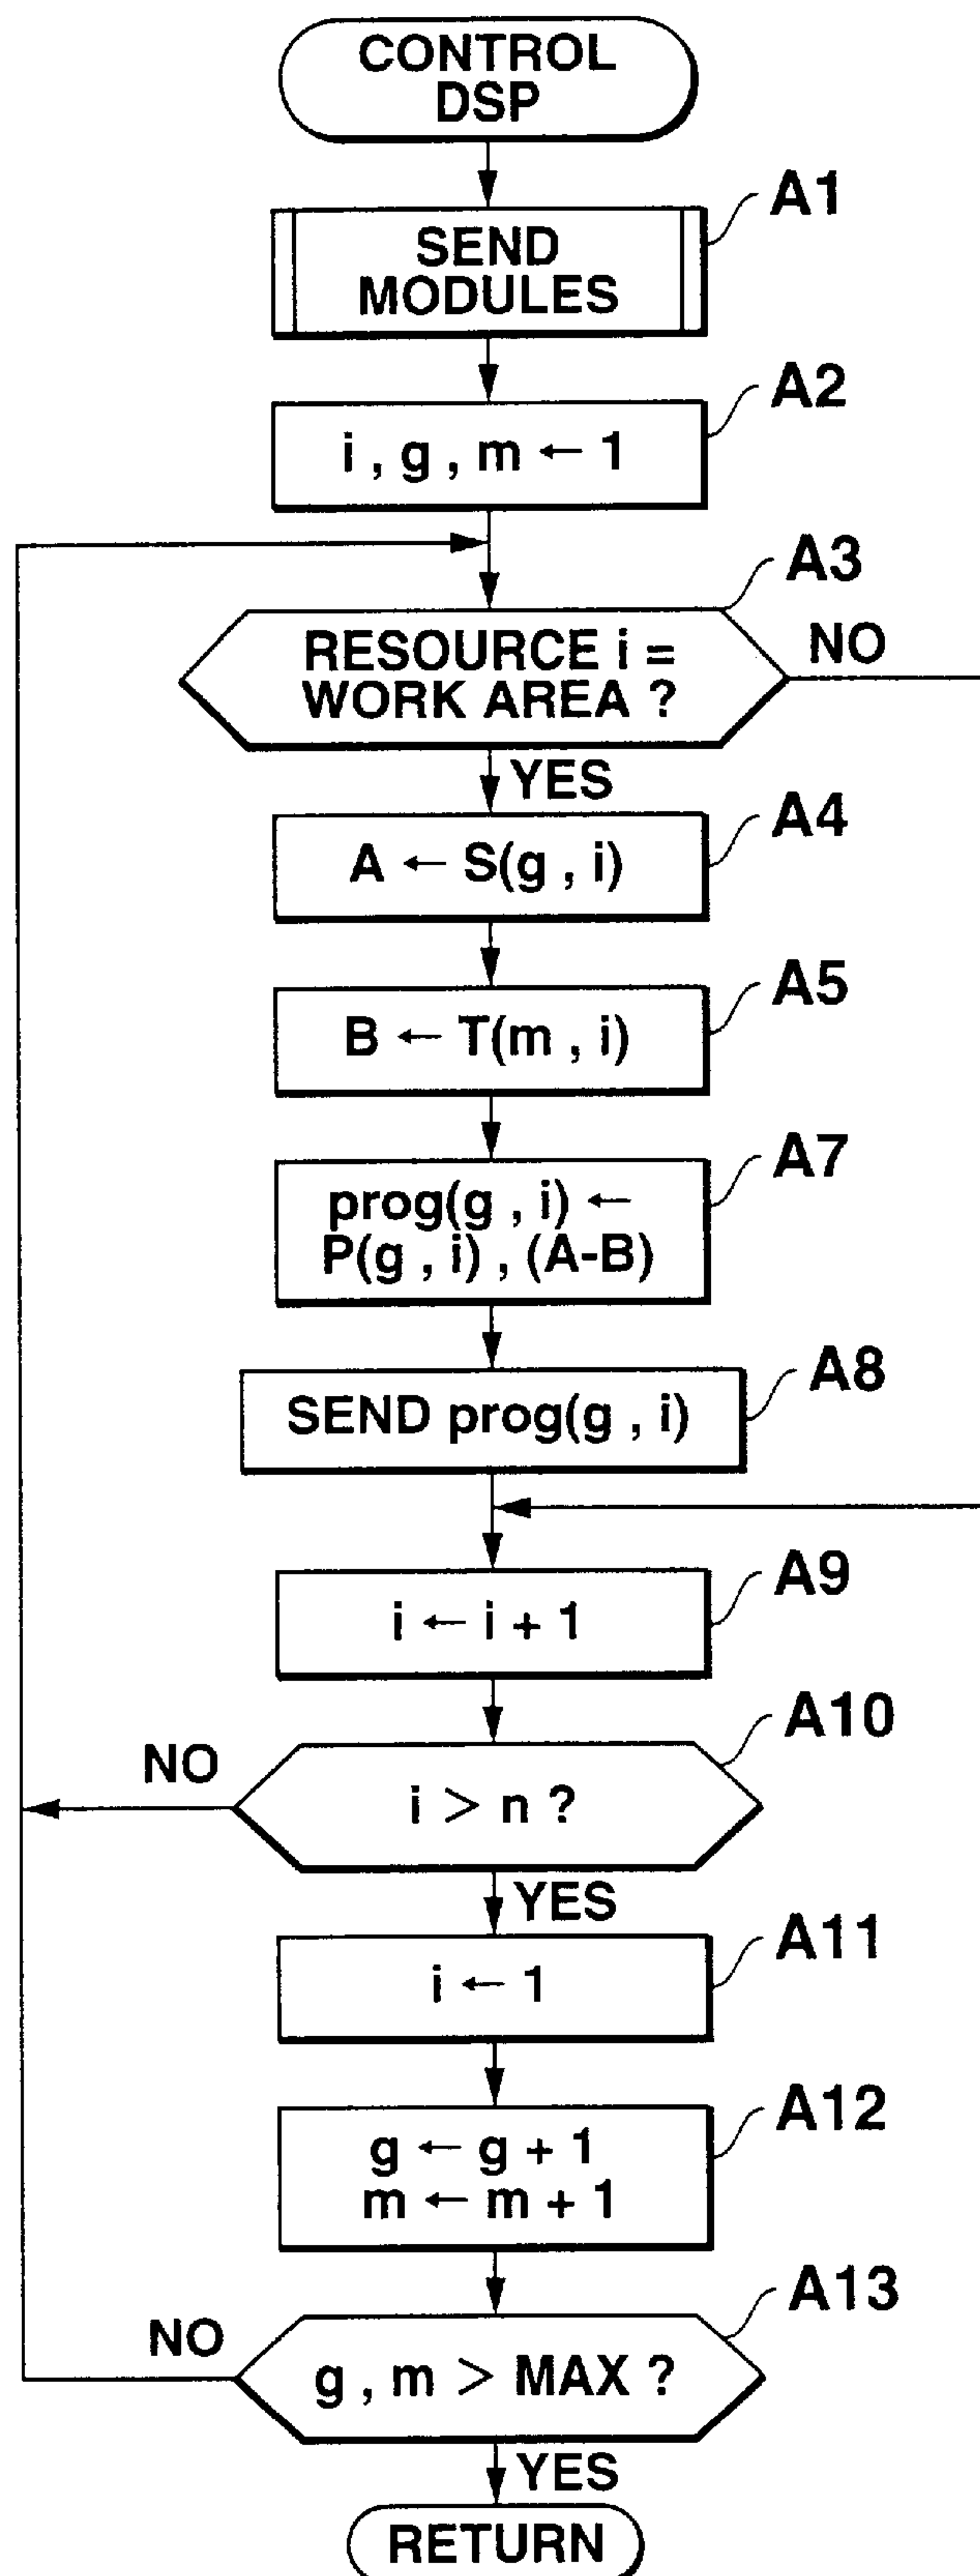 CONTROL
DSP
A1
SEND
MODULES
A2
i , g , m ← 1
A3
RESOURCE i =
WORK AREA ?
NO
YES
A4
A ← S(g , i)
A5
B ← T(m , i)
A7
prog(g , i) ←
P(g , i) , (A-B)
A8
SEND prog(g , i)
A9
i ← i + 1
A10
NO
i > n ?
YES
A11
i ← 1
A12
g ← g + 1
m ← m + 1
A13
NO
g , m > MAX ?
YES
RETURN